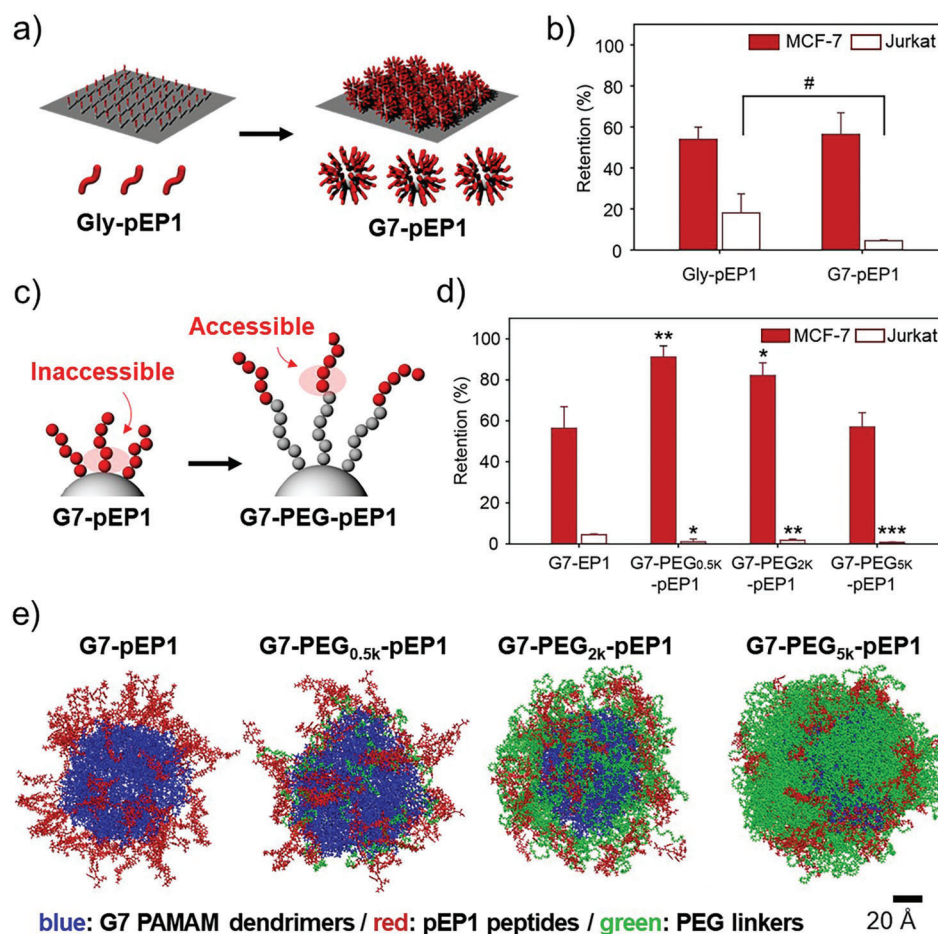 a)
Gly-pEP1
G7-pEP1
b)
Retention (%)
100
80
60
40
20
0
MCF-7
Jurkat
#
Gly-pEP1
G7-pEP1
c)
Inaccessible
Accessible
G7-pEP1
G7-PEG-pEP1
d)
Retention (%)
100
80
60
40
20
0
MCF-7
Jurkat
**
*
*
**
***
G7-EP1
G7-PEG0.5K
-pEP1
G7-PEG2K
-pEP1
G7-PEG5K
-pEP1
e)
G7-pEP1
G7-PEG0.5k-pEP1
G7-PEG2k-pEP1
G7-PEG5k-pEP1
blue: G7 PAMAM dendrimers / red: pEP1 peptides / green: PEG linkers
20 Å